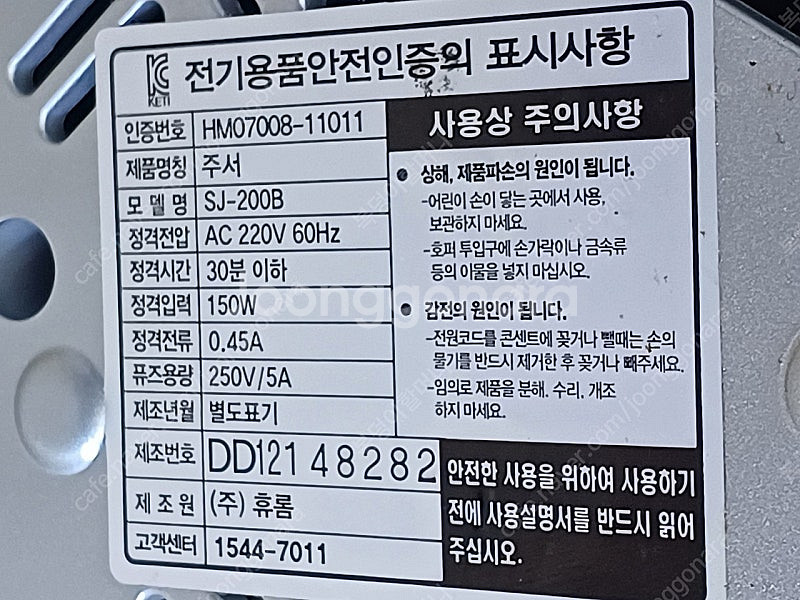 KETI 전기용품안전인증의 표시사항
인증번호 HM07008-11011
제품명칭 주서
모델명 SJ-200B
정격전압 AC 220V 60Hz
정격시간 30분 이하
정격입력 150W
정격전류 0.45A
퓨즈용량 250V/5A
제조년월 별도표기
제조번호 DD121 48282
제조원 (주) 휴롬
고객센터 1544-7011
사용상 주의사항
• 상해, 제품파손의 원인이 됩니다.
-어린이 손이 닿는 곳에서 사용,
보관하지 마세요.
-호퍼 투입구에 손가락이나 금속류
등의 이물을 넣지 마십시오.
• 감전의 원인이 됩니다.
-전원코드를 콘센트에 꽂거나 뺄때는 손의
물기를 반드시 제거한 후 꽂거나 빼주세요.
-임의로 제품을 분해, 수리, 개조
하지 마세요.
안전한 사용을 위하여 사용하기
전에 사용설명서를 반드시 읽어
주십시오.
joonggonara